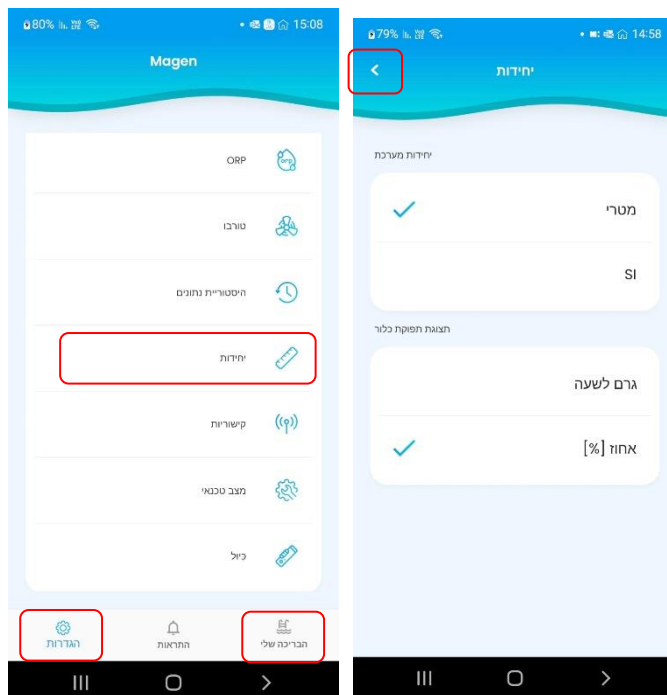 80% 15:08
Magen
ORP
טורבו
היסטוריית נתונים
יחידות
קישוריות
מצב טכנאי
כיול
הבריכה שלי
התראות
הגדרות
79% 14:58
יחידות
יחידות מערכת
מטרי
SI
תצוגת תפוקת כלור
גרם לשעה
אחוז [%]